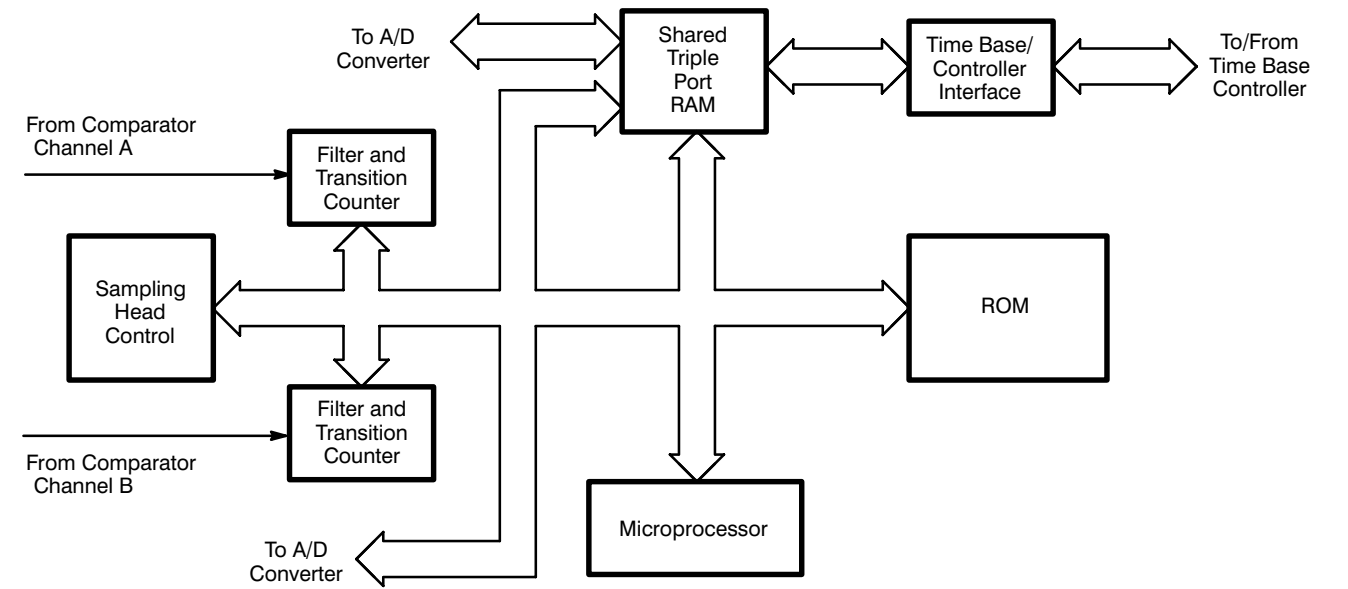 To A/D
Converter
Shared
Triple
Port
RAM
Time Base/
Controller
Interface
To/From
Time Base
Controller
From Comparator
Channel A
Filter and
Transition
Counter
Sampling
Head
Control
ROM
Filter and
Transition
Counter
From Comparator
Channel B
Microprocessor
To A/D
Converter